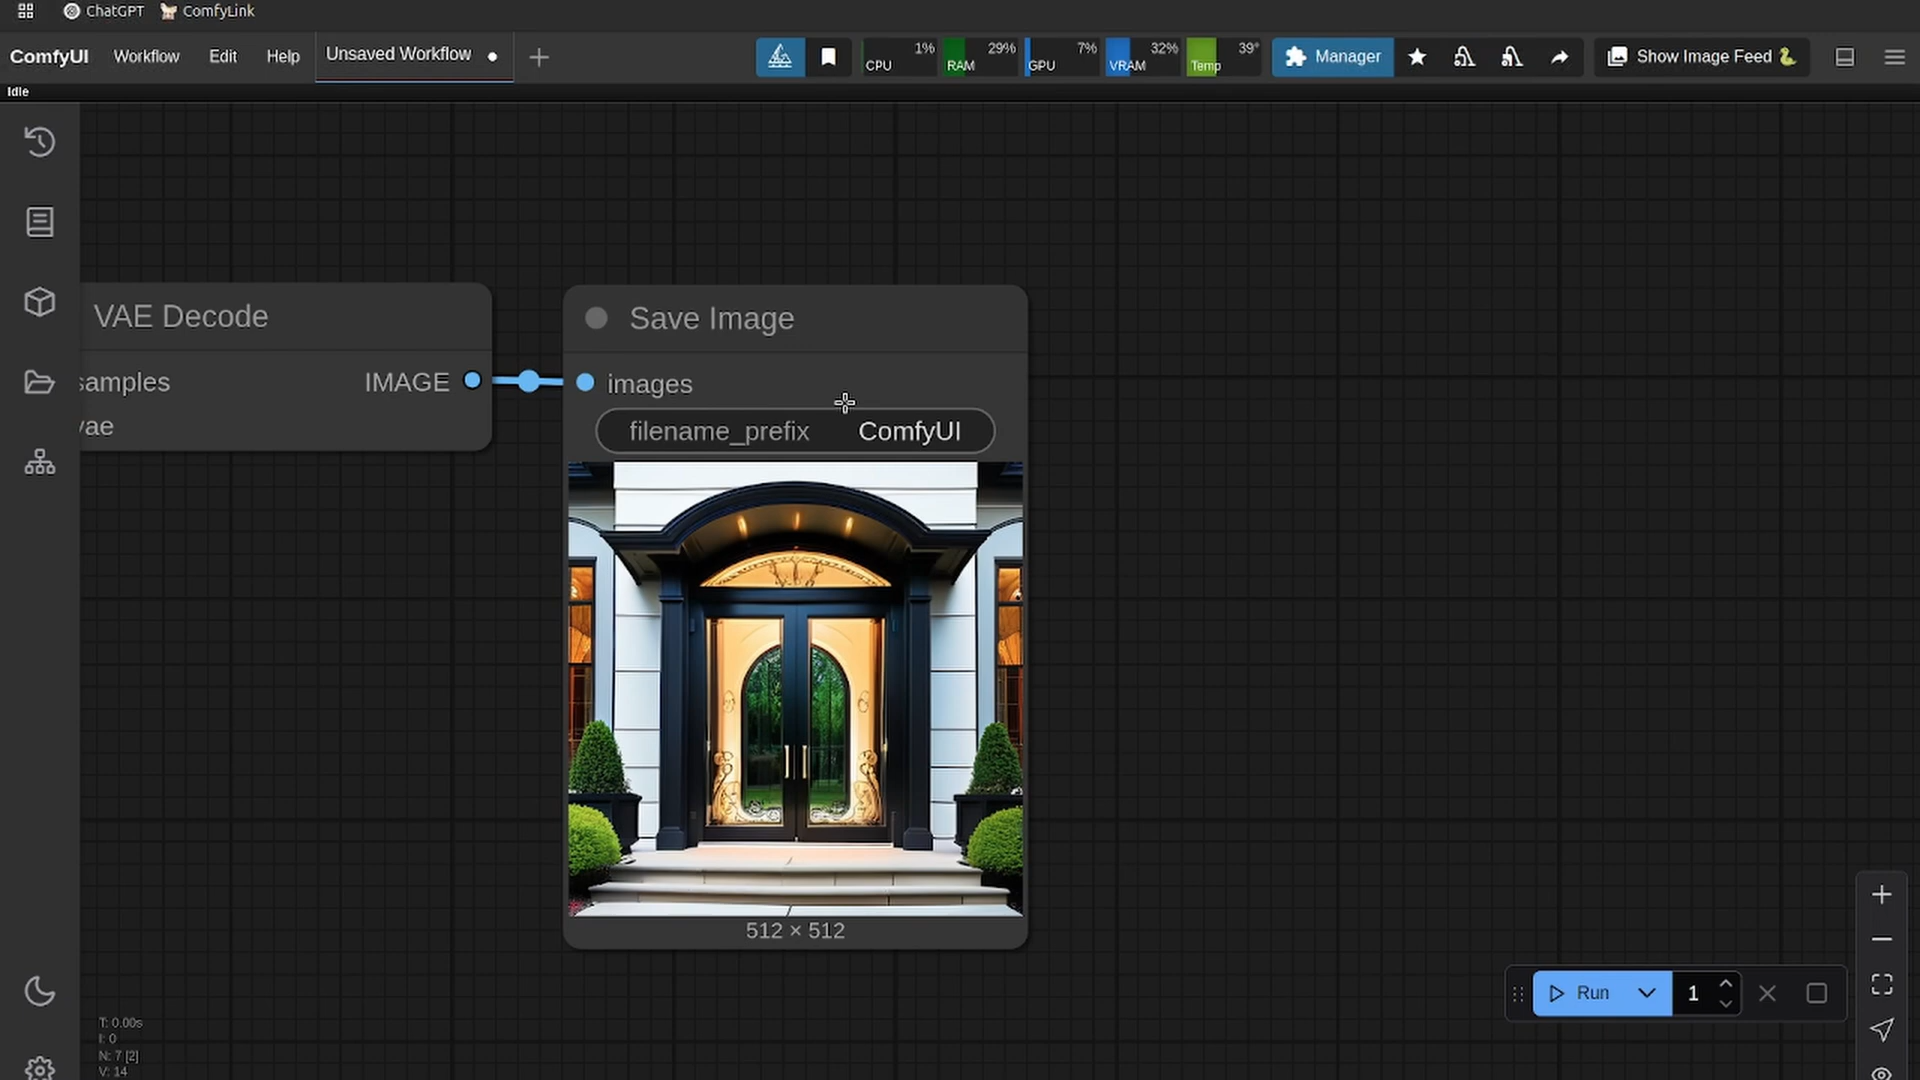 ChatGPT ComfyLink
ComfyUI Workflow Edit Help Unsaved Workflow
CPU 1% RAM 29% GPU 7% VRAM 32% Temp 39° Manager Show Image Feed
Idle
VAE Decode
samples IMAGE
vae
Save Image
images
filename_prefix ComfyUI
512 × 512
Run 1
T: 0.00s
I: 0
N: 7 [2]
V: 14